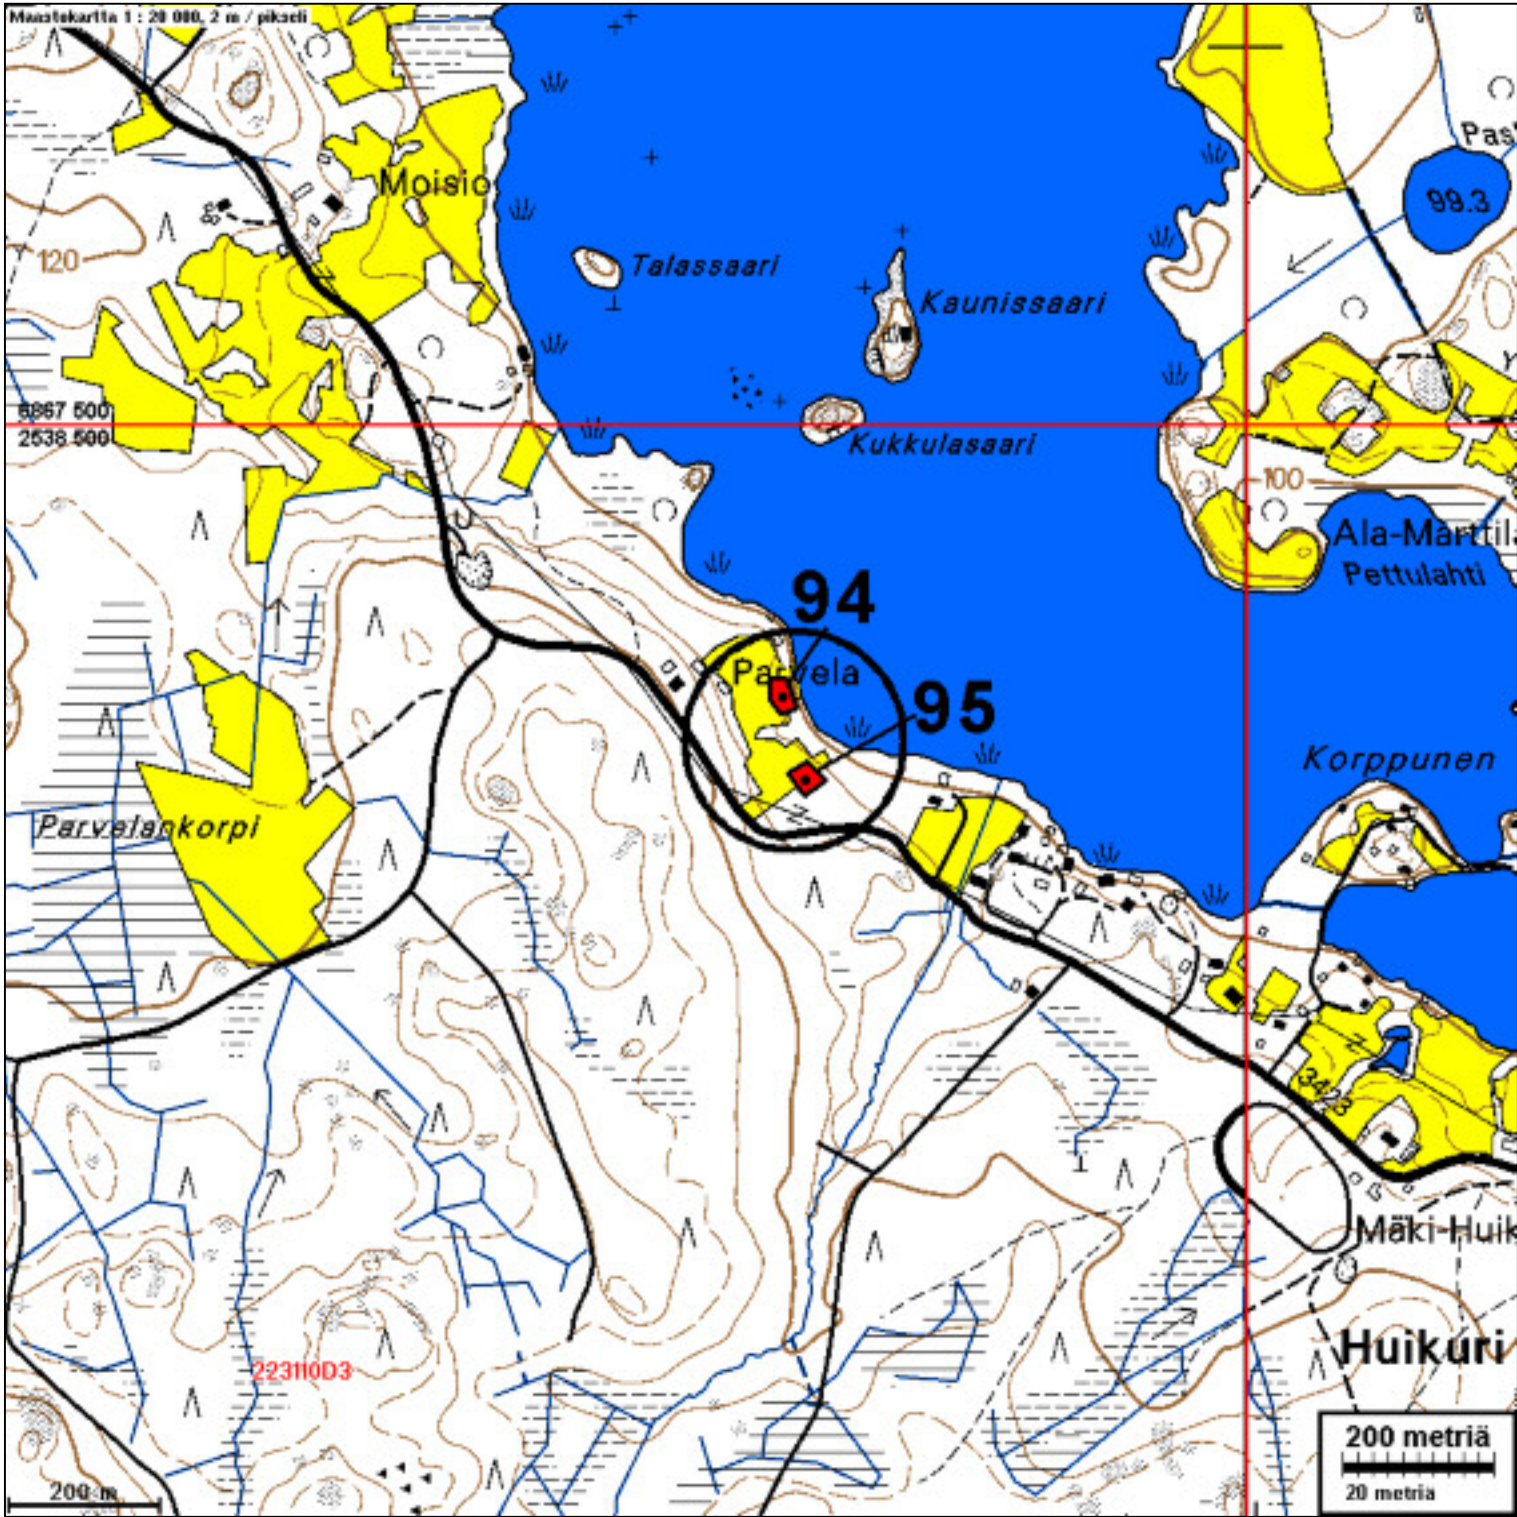 Maastokartta 1 : 20 000, 2 m / pikseli
Pas
Moisio
99.3
120
Talassaari
Kaunissaari
Y
6867 500
2538 500
Kukkulasaari
100
Ala-Marttila
Pettulahti
94
Parvela
95
Korppunen
Parvelankorpi
3423
Mäki-Huik
Huikuri
223110D3
200 metriä
20 metriä
200 m